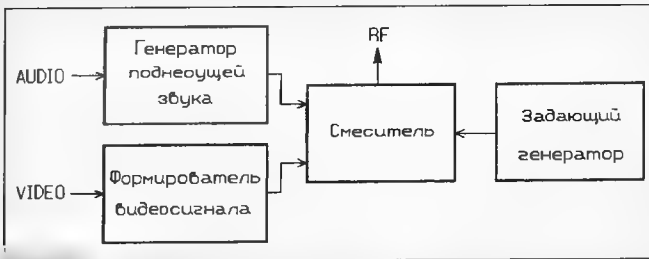 RF
AUDIO
Генератор
поднесущей
звука
Смеситель
Задающий
генератор
VIDEO
Формирователь
видеосигнала